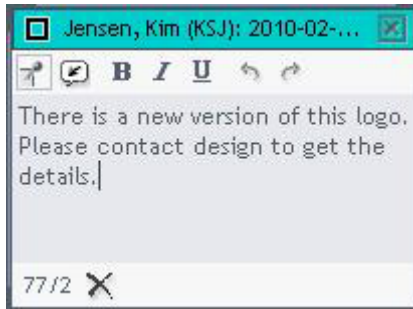 Jensen, Kim (KSJ): 2010-02-...
B I U
There is a new version of this logo.
Please contact design to get the
details.
77/2